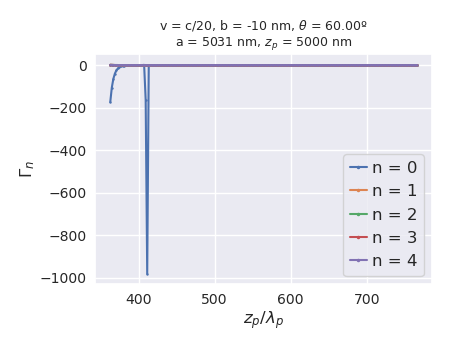 v = c/20, b = -10 nm, θ = 60.00º
a = 5031 nm, z_p = 5000 nm
0
−200
−400
−600
−800
−1000
Γ_n
400
500
600
700
z_p/λ_p
n = 0
n = 1
n = 2
n = 3
n = 4